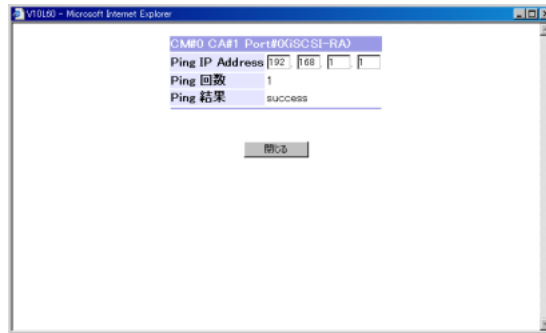 V10L60 - Microsoft Internet Explorer
CM#0 CA#1 Port#0(iSCSI-RA)
Ping IP Address 192 . 168 . 1 . 1
Ping 回数 1
Ping 結果 success
閉じる